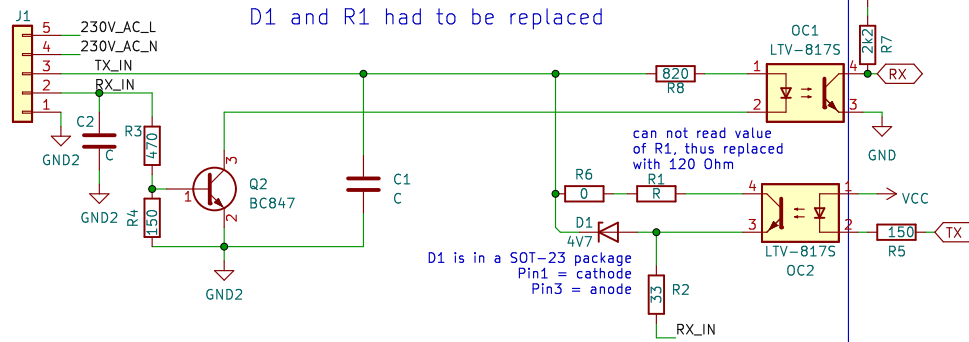 D1 and R1 had to be replaced
J1
5 230V_AC_L
4 230V_AC_N
3 TX_IN
2 RX_IN
1
GND2
C2
C
GND2
R3
470
R4
150
1
3
2
Q2
BC847
GND2
C1
C
820
R8
OC1
LTV-817S
1
2
4
3
2k2
R7
RX
GND
can not read value
of R1, thus replaced
with 120 Ohm
R6
0
R1
R
D1
4V7
D1 is in a SOT-23 package
Pin1 = cathode
Pin3 = anode
4
3
1
2
VCC
LTV-817S
OC2
150
R5
TX
33
R2
RX_IN